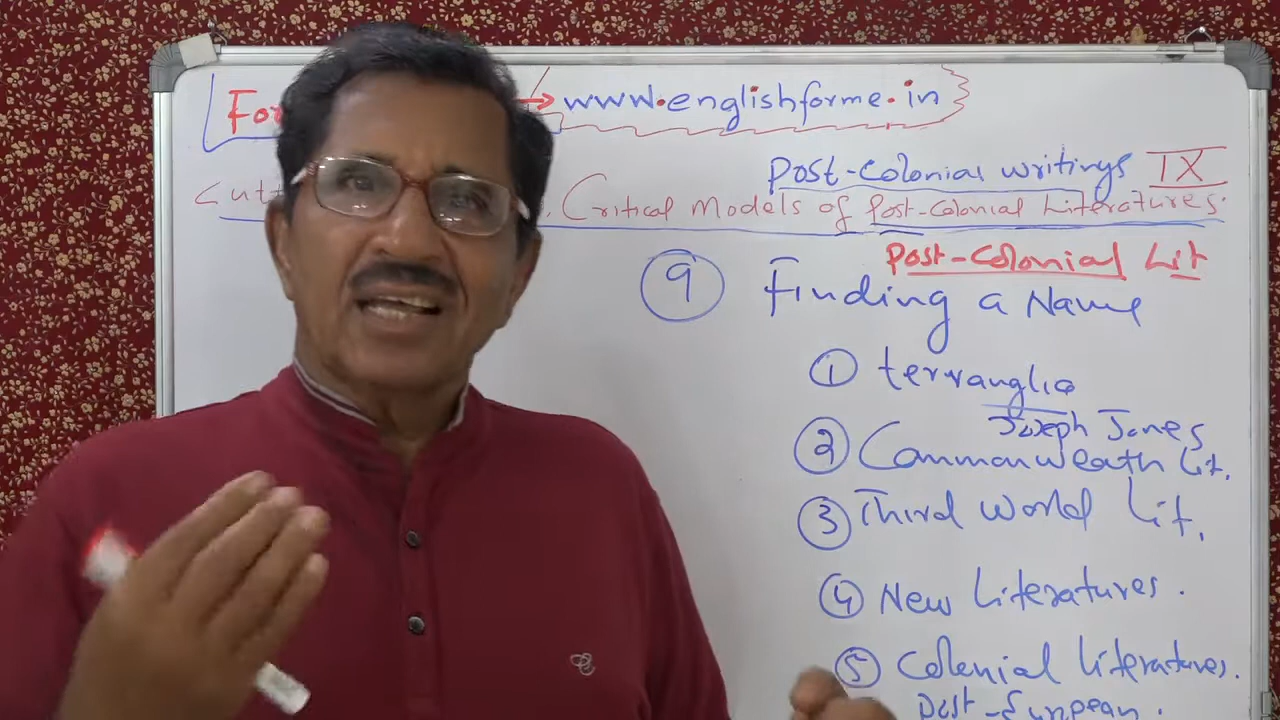 For → www.englishforme.in
Post-Colonial writings IX
Cutt . Critical Models of Post-Colonial Literatures.
Post-Colonial Lit
9 Finding a Name
1 terranglia
Joseph Jones
2 Commonweath Lit.
3 Third World Lit.
4 New Literatures.
5 Colonial Literatures.
Post-European.